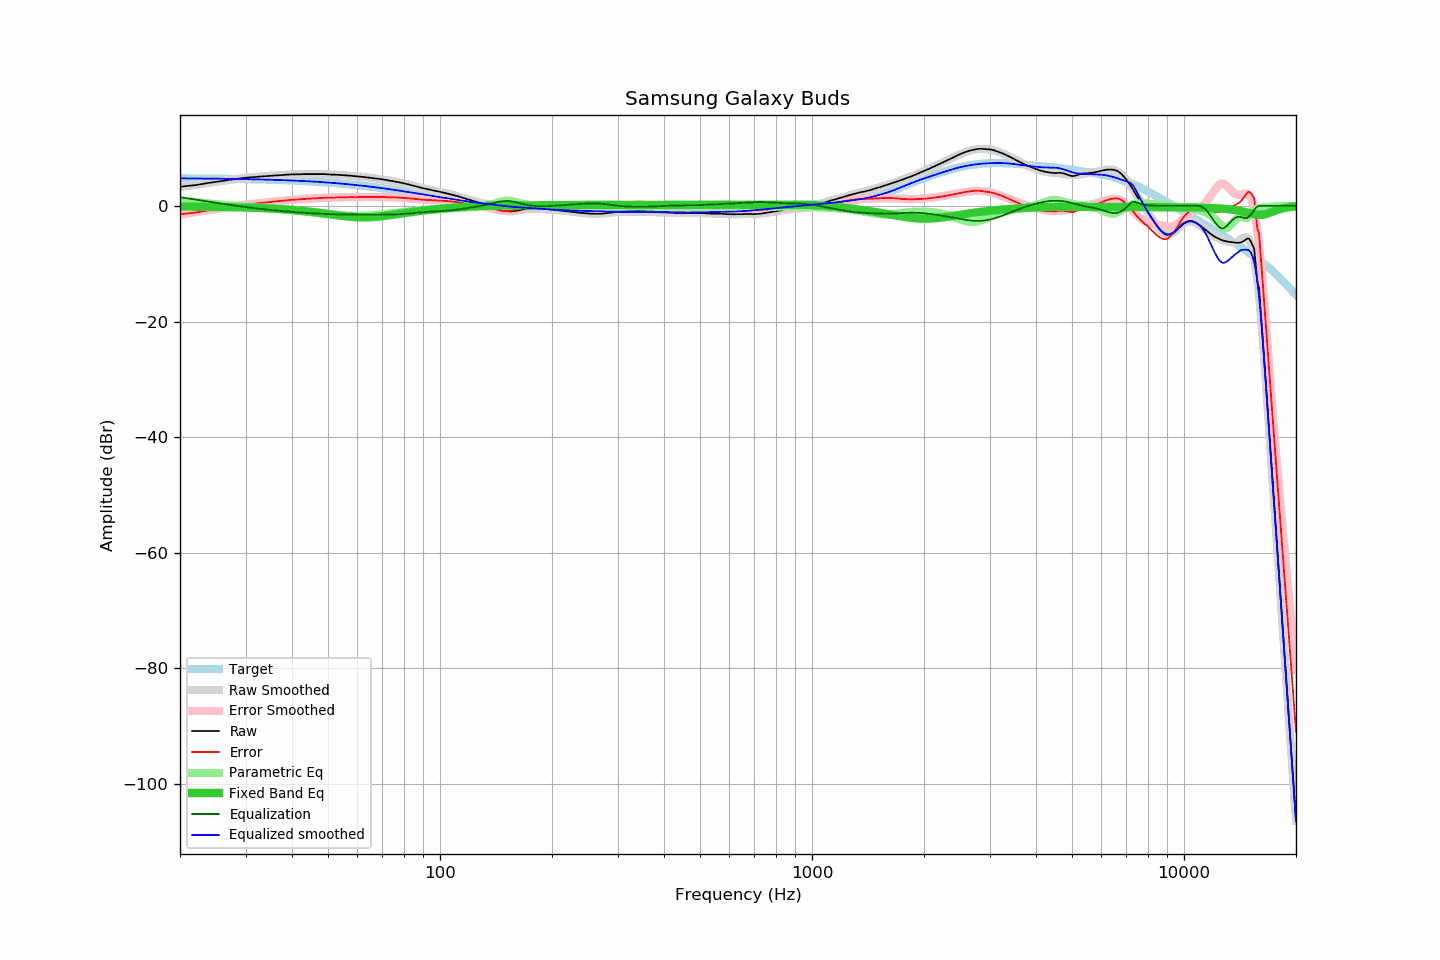 Samsung Galaxy Buds
0
−20
−40
−60
−80
−100
Amplitude (dBr)
Target
Raw Smoothed
Error Smoothed
Raw
Error
Parametric Eq
Fixed Band Eq
Equalization
Equalized smoothed
100 1000 10000
Frequency (Hz)